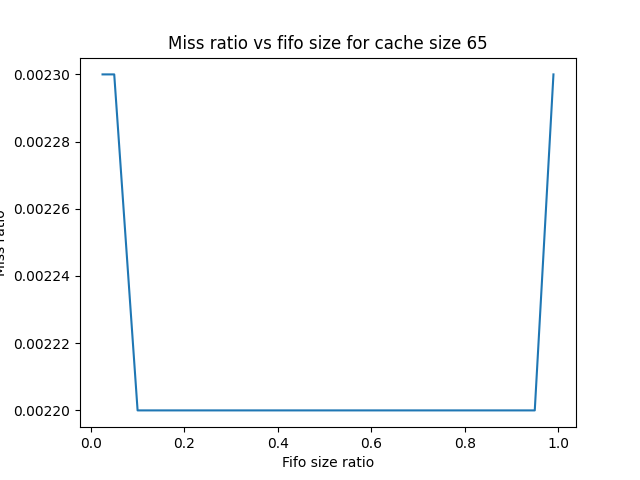 Miss ratio vs fifo size for cache size 65
0.00230
0.00228
0.00226
0.00224
0.00222
0.00220
Miss ratio
0.0 0.2 0.4 0.6 0.8 1.0
Fifo size ratio